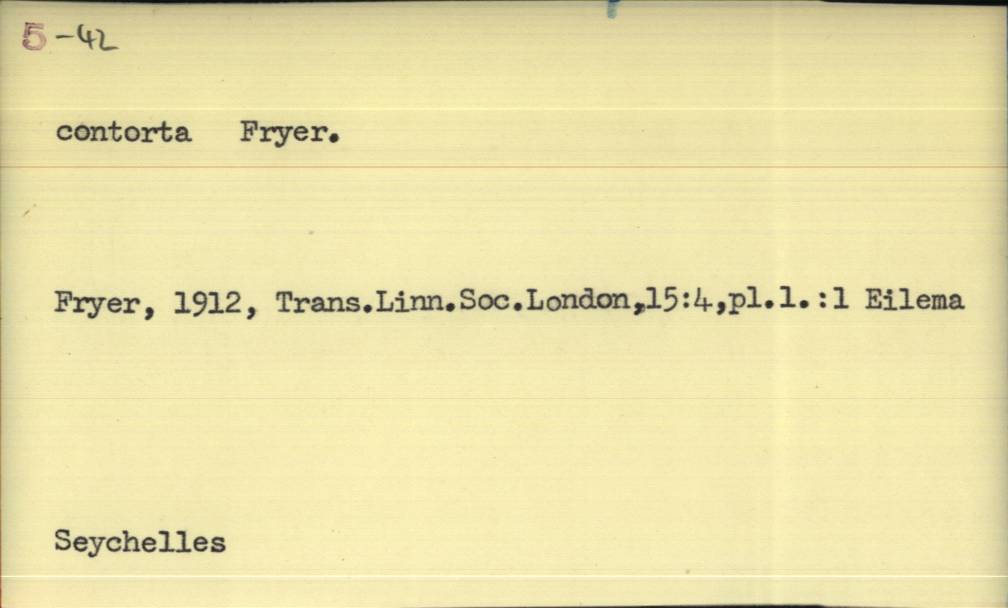 5-42
contorta Fryer.
Fryer, 1912, Trans.Linn.Soc.London,15:4,pl.1.:1 Eilema
Seychelles